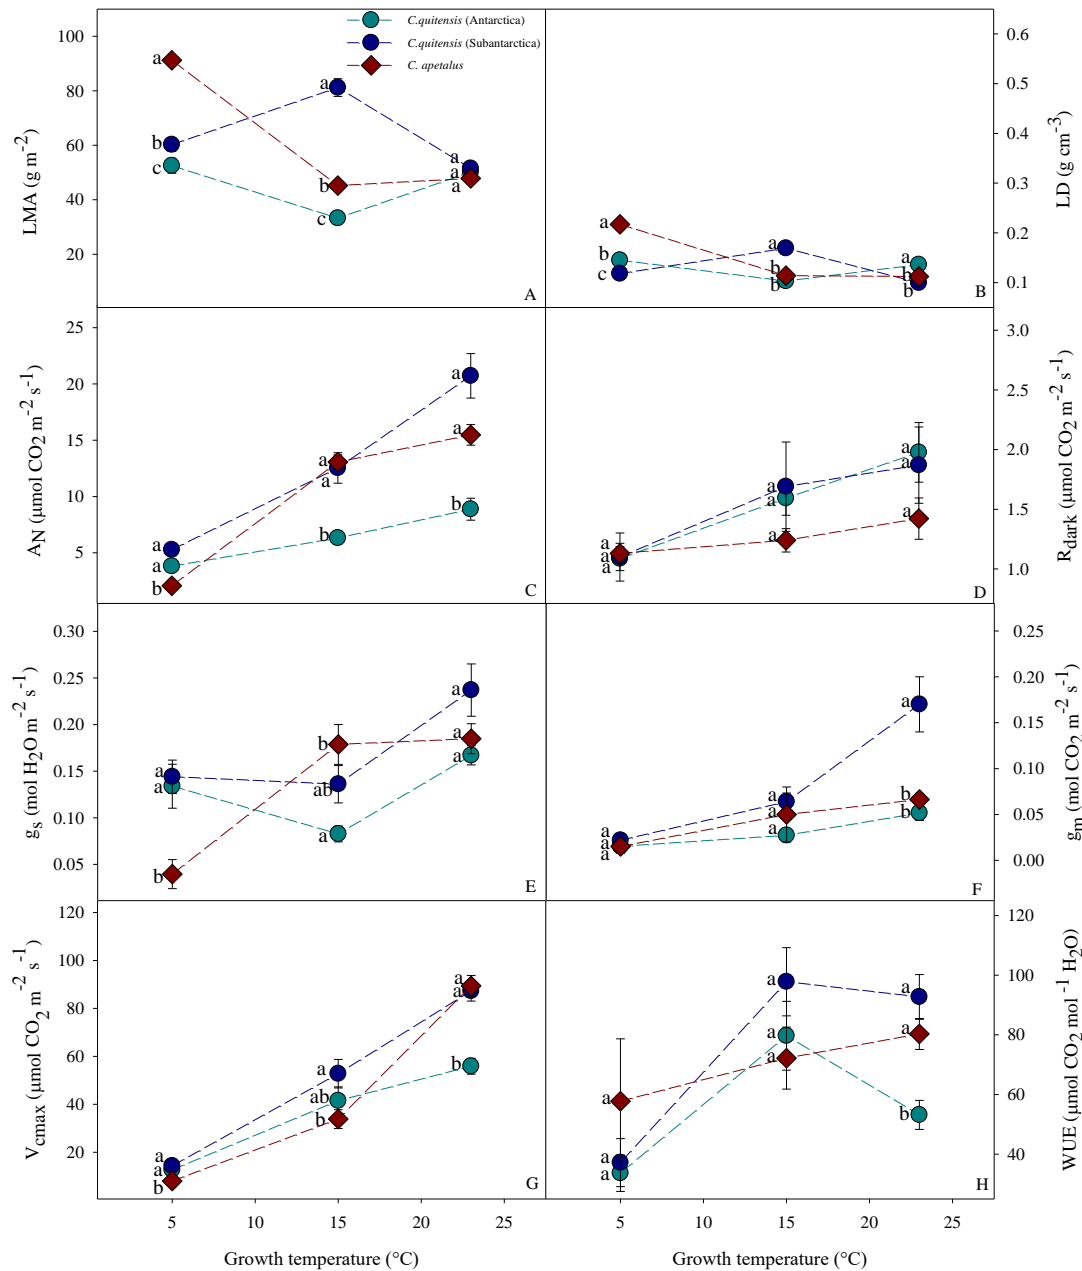 C.quitensis (Antarctica)
C.quitensis (Subantarctica)
C. apetalus
LMA (g m⁻²)
100
80
60
40
20
a
b
c
a
b
c
a
a
a
A
LD (g cm⁻³)
0.6
0.5
0.4
0.3
0.2
0.1
a
b
c
a
b
b
a
b
b
B
A_N (µmol CO₂ m⁻² s⁻¹)
25
20
15
10
5
a
a
b
a
a
b
a
a
b
C
R_dark (µmol CO₂ m⁻² s⁻¹)
3.0
2.5
2.0
1.5
1.0
a
a
a
a
a
a
a
a
a
D
g_s (mol H₂O m⁻² s⁻¹)
0.30
0.25
0.20
0.15
0.10
0.05
a
a
b
b
ab
a
a
a
a
E
g_m (mol CO₂ m⁻² s⁻¹)
0.25
0.20
0.15
0.10
0.05
0.00
a
a
a
a
a
a
a
b
b
F
V_cmax (µmol CO₂ m⁻² s⁻¹)
120
100
80
60
40
20
a
a
b
a
ab
b
a
a
b
G
WUE (µmol CO₂ mol⁻¹ H₂O)
120
100
80
60
40
a
a
a
a
a
a
a
a
b
H
5 10 15 20 25
5 10 15 20 25
Growth temperature (°C)
Growth temperature (°C)